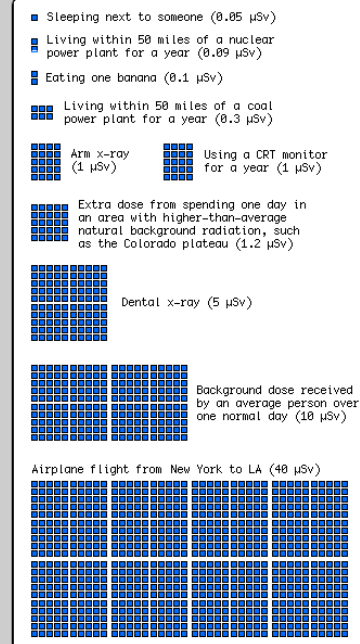 Sleeping next to someone (0.05 µSv)
Living within 50 miles of a nuclear
power plant for a year (0.09 µSv)
Eating one banana (0.1 µSv)
Living within 50 miles of a coal
power plant for a year (0.3 µSv)
Arm x-ray
(1 µSv)
Using a CRT monitor
for a year (1 µSv)
Extra dose from spending one day in
an area with higher-than-average
natural background radiation, such
as the Colorado plateau (1.2 µSv)
Dental x-ray (5 µSv)
Background dose received
by an average person over
one normal day (10 µSv)
Airplane flight from New York to LA (40 µSv)